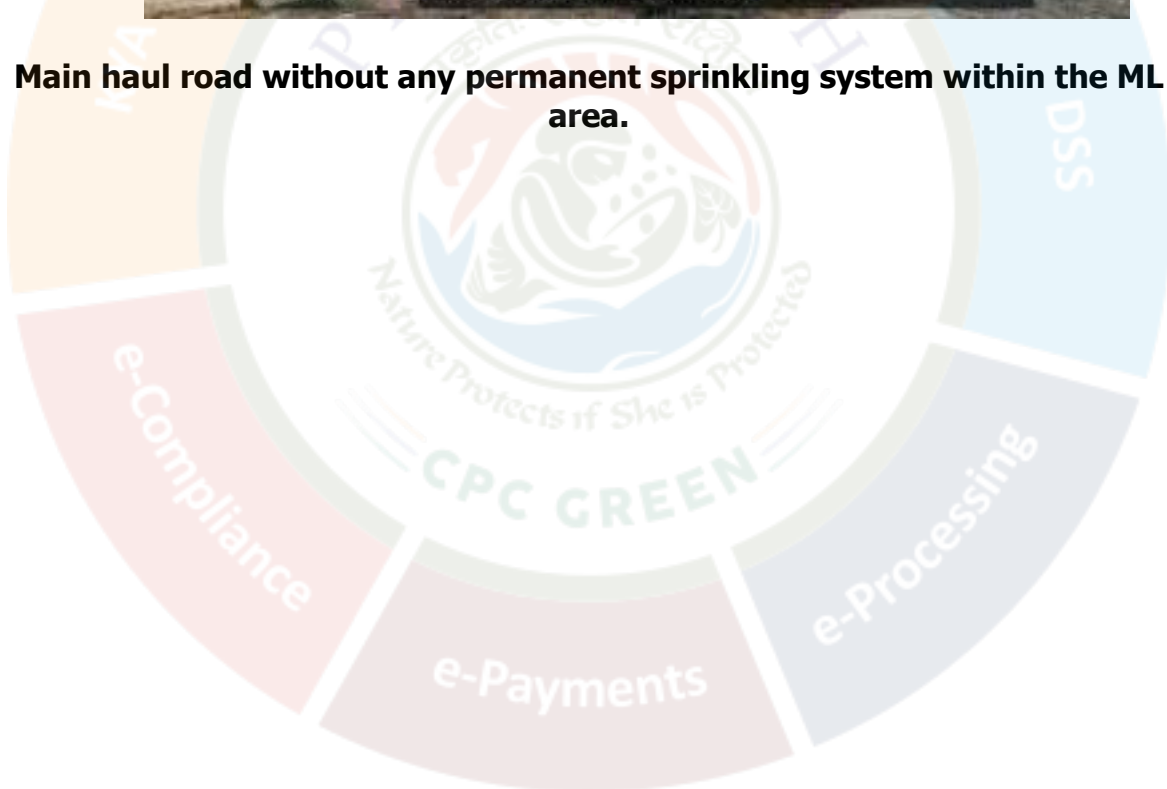 Main haul road without any permanent sprinkling system within the ML
area.
DSS
Nature Protects if She is Protected
CPC GREEN
e-Compliance
e-Payments
e-Processing